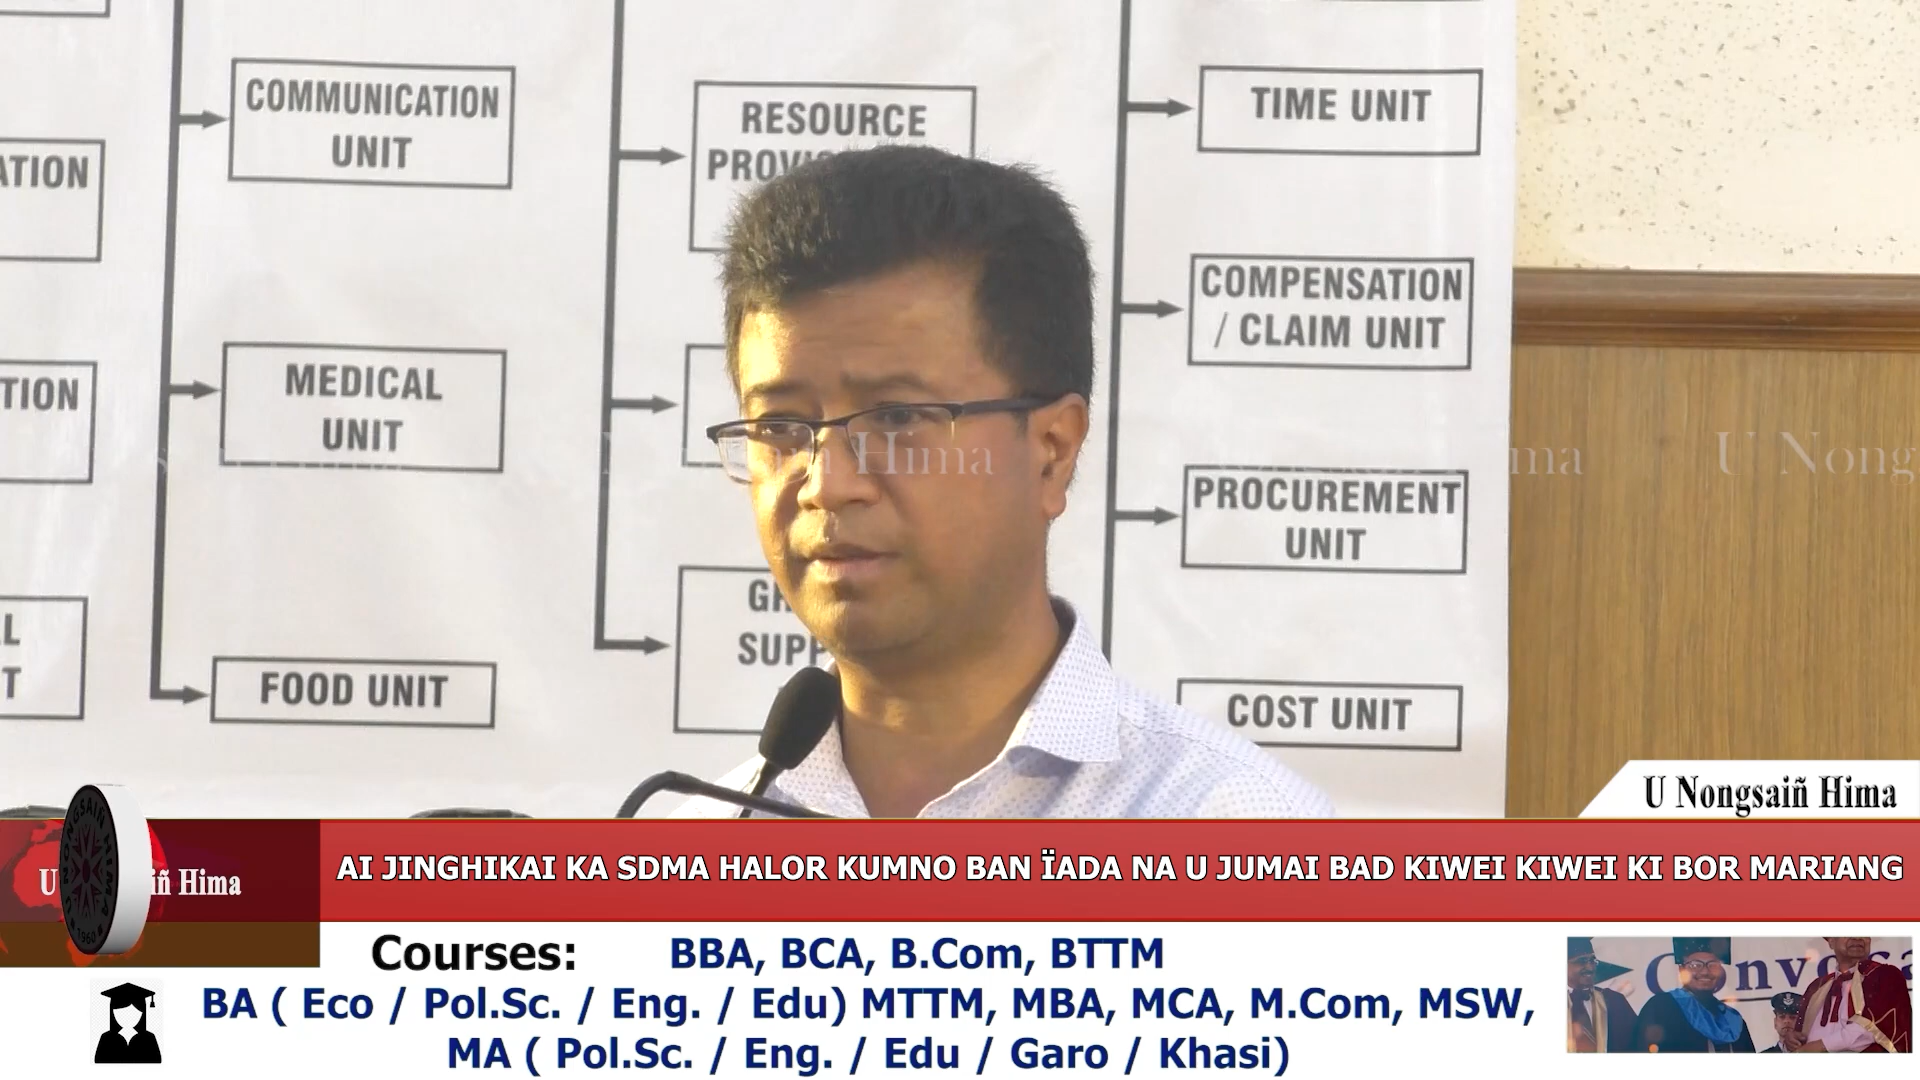 COMMUNICATION
UNIT
RESOURCE
TIME UNIT
COMPENSATION
/ CLAIM UNIT
MEDICAL
UNIT
PROCUREMENT
UNIT
FOOD UNIT
COST UNIT
U Nongsaiñ Hima
AI JINGHIKAI KA SDMA HALOR KUMNO BAN ÏADA NA U JUMAI BAD KIWEI KIWEI KI BOR MARIANG
Courses: BBA, BCA, B.Com, BTTM
BA ( Eco / Pol.Sc. / Eng. / Edu) MTTM, MBA, MCA, M.Com, MSW,
MA ( Pol.Sc. / Eng. / Edu / Garo / Khasi)